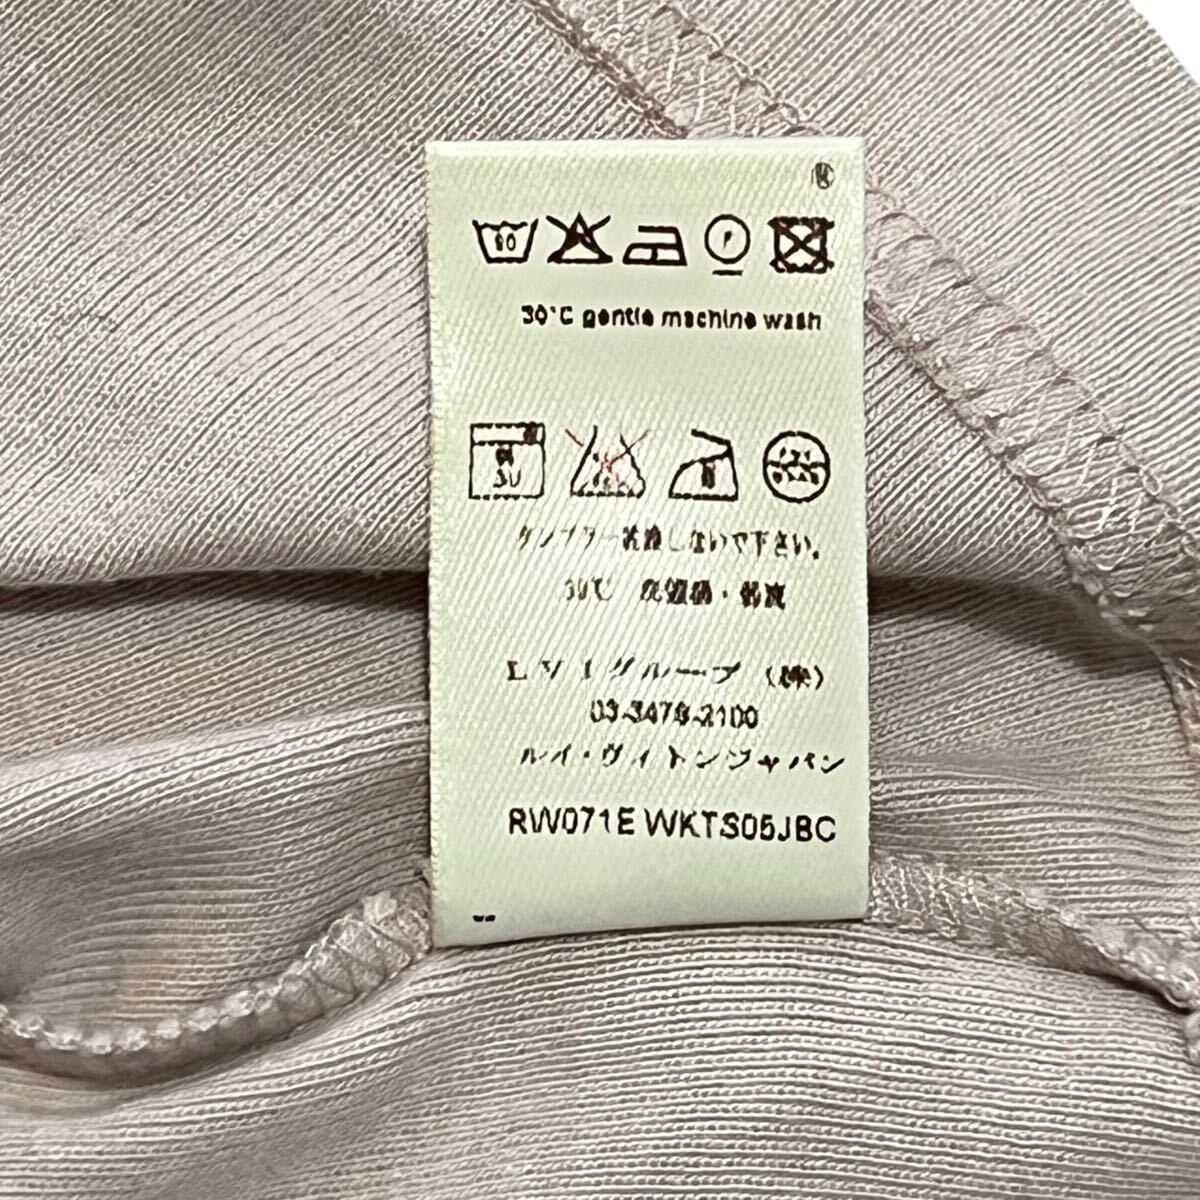 30°C gentle machine wash
タンブラー乾燥しないで下さい。
30℃ 洗濯機・弱流
LVJグループ（株）
03-3478-2100
ルイ・ヴィトンジャパン
RW071E WKTS05JBC